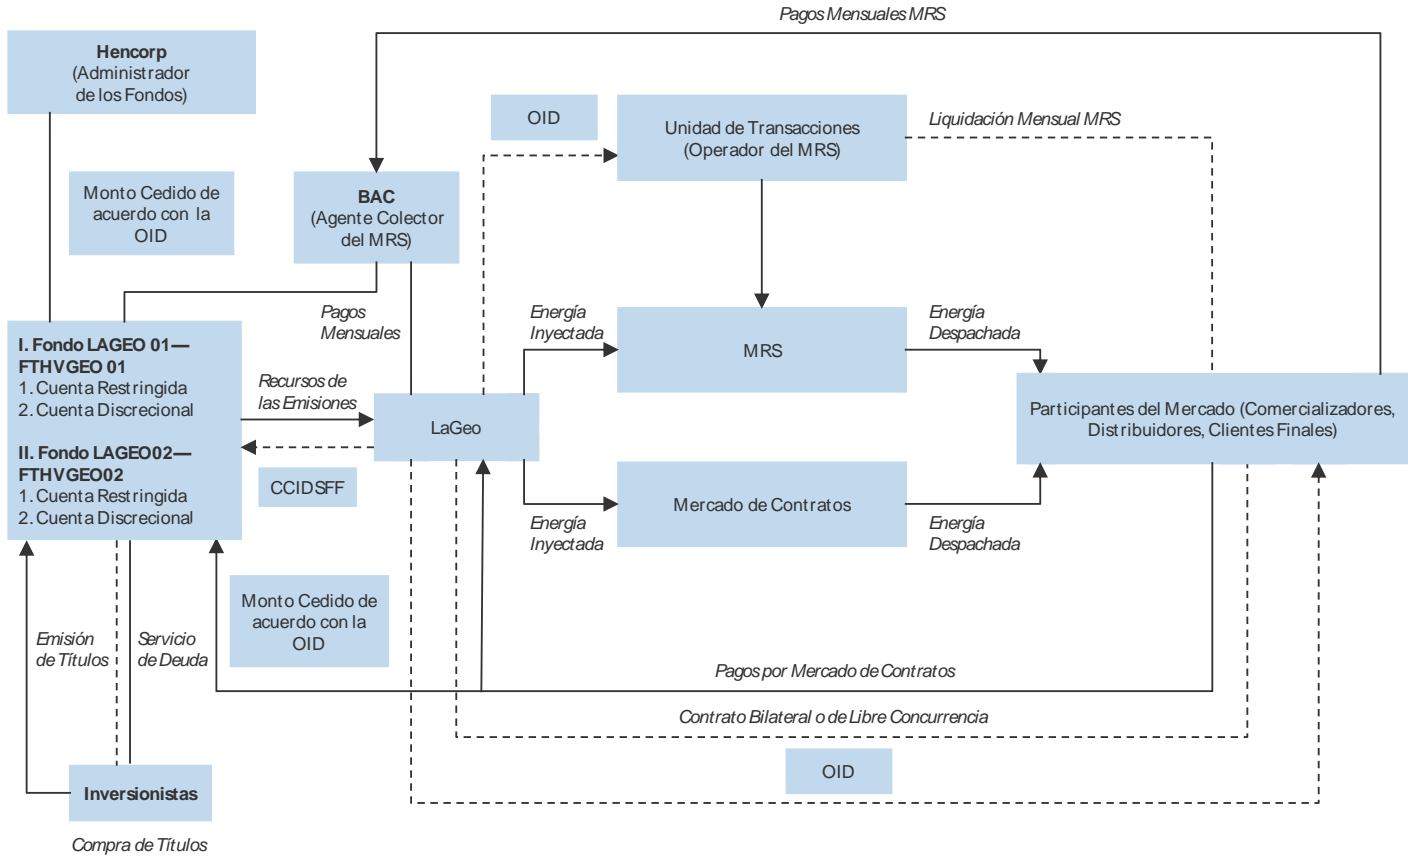 Pagos Mensuales MRS
Hencorp
(Administrador
de los Fondos)
OID
Unidad de Transacciones
(Operador del MRS)
Liquidación Mensual MRS
Monto Cedido de
acuerdo con la
OID
BAC
(Agente Colector
del MRS)
Pagos
Mensuales
Energía
Inyectada
MRS
Energía
Despachada
I. Fondo LAGEO 01—
FTHVGEO 01
1. Cuenta Restringida
2. Cuenta Discrecional
II. Fondo LAGEO02—
FTHVGEO02
1. Cuenta Restringida
2. Cuenta Discrecional
Recursos de
las Emisiones
LaGeo
Participantes del Mercado (Comercializadores,
Distribuidores, Clientes Finales)
CCIDSFF
Energía
Inyectada
Mercado de Contratos
Energía
Despachada
Monto Cedido de
acuerdo con la
OID
Emisión
de Títulos
Servicio
de Deuda
Pagos por Mercado de Contratos
Contrato Bilateral o de Libre Concurrencia
OID
Inversionistas
Compra de Títulos